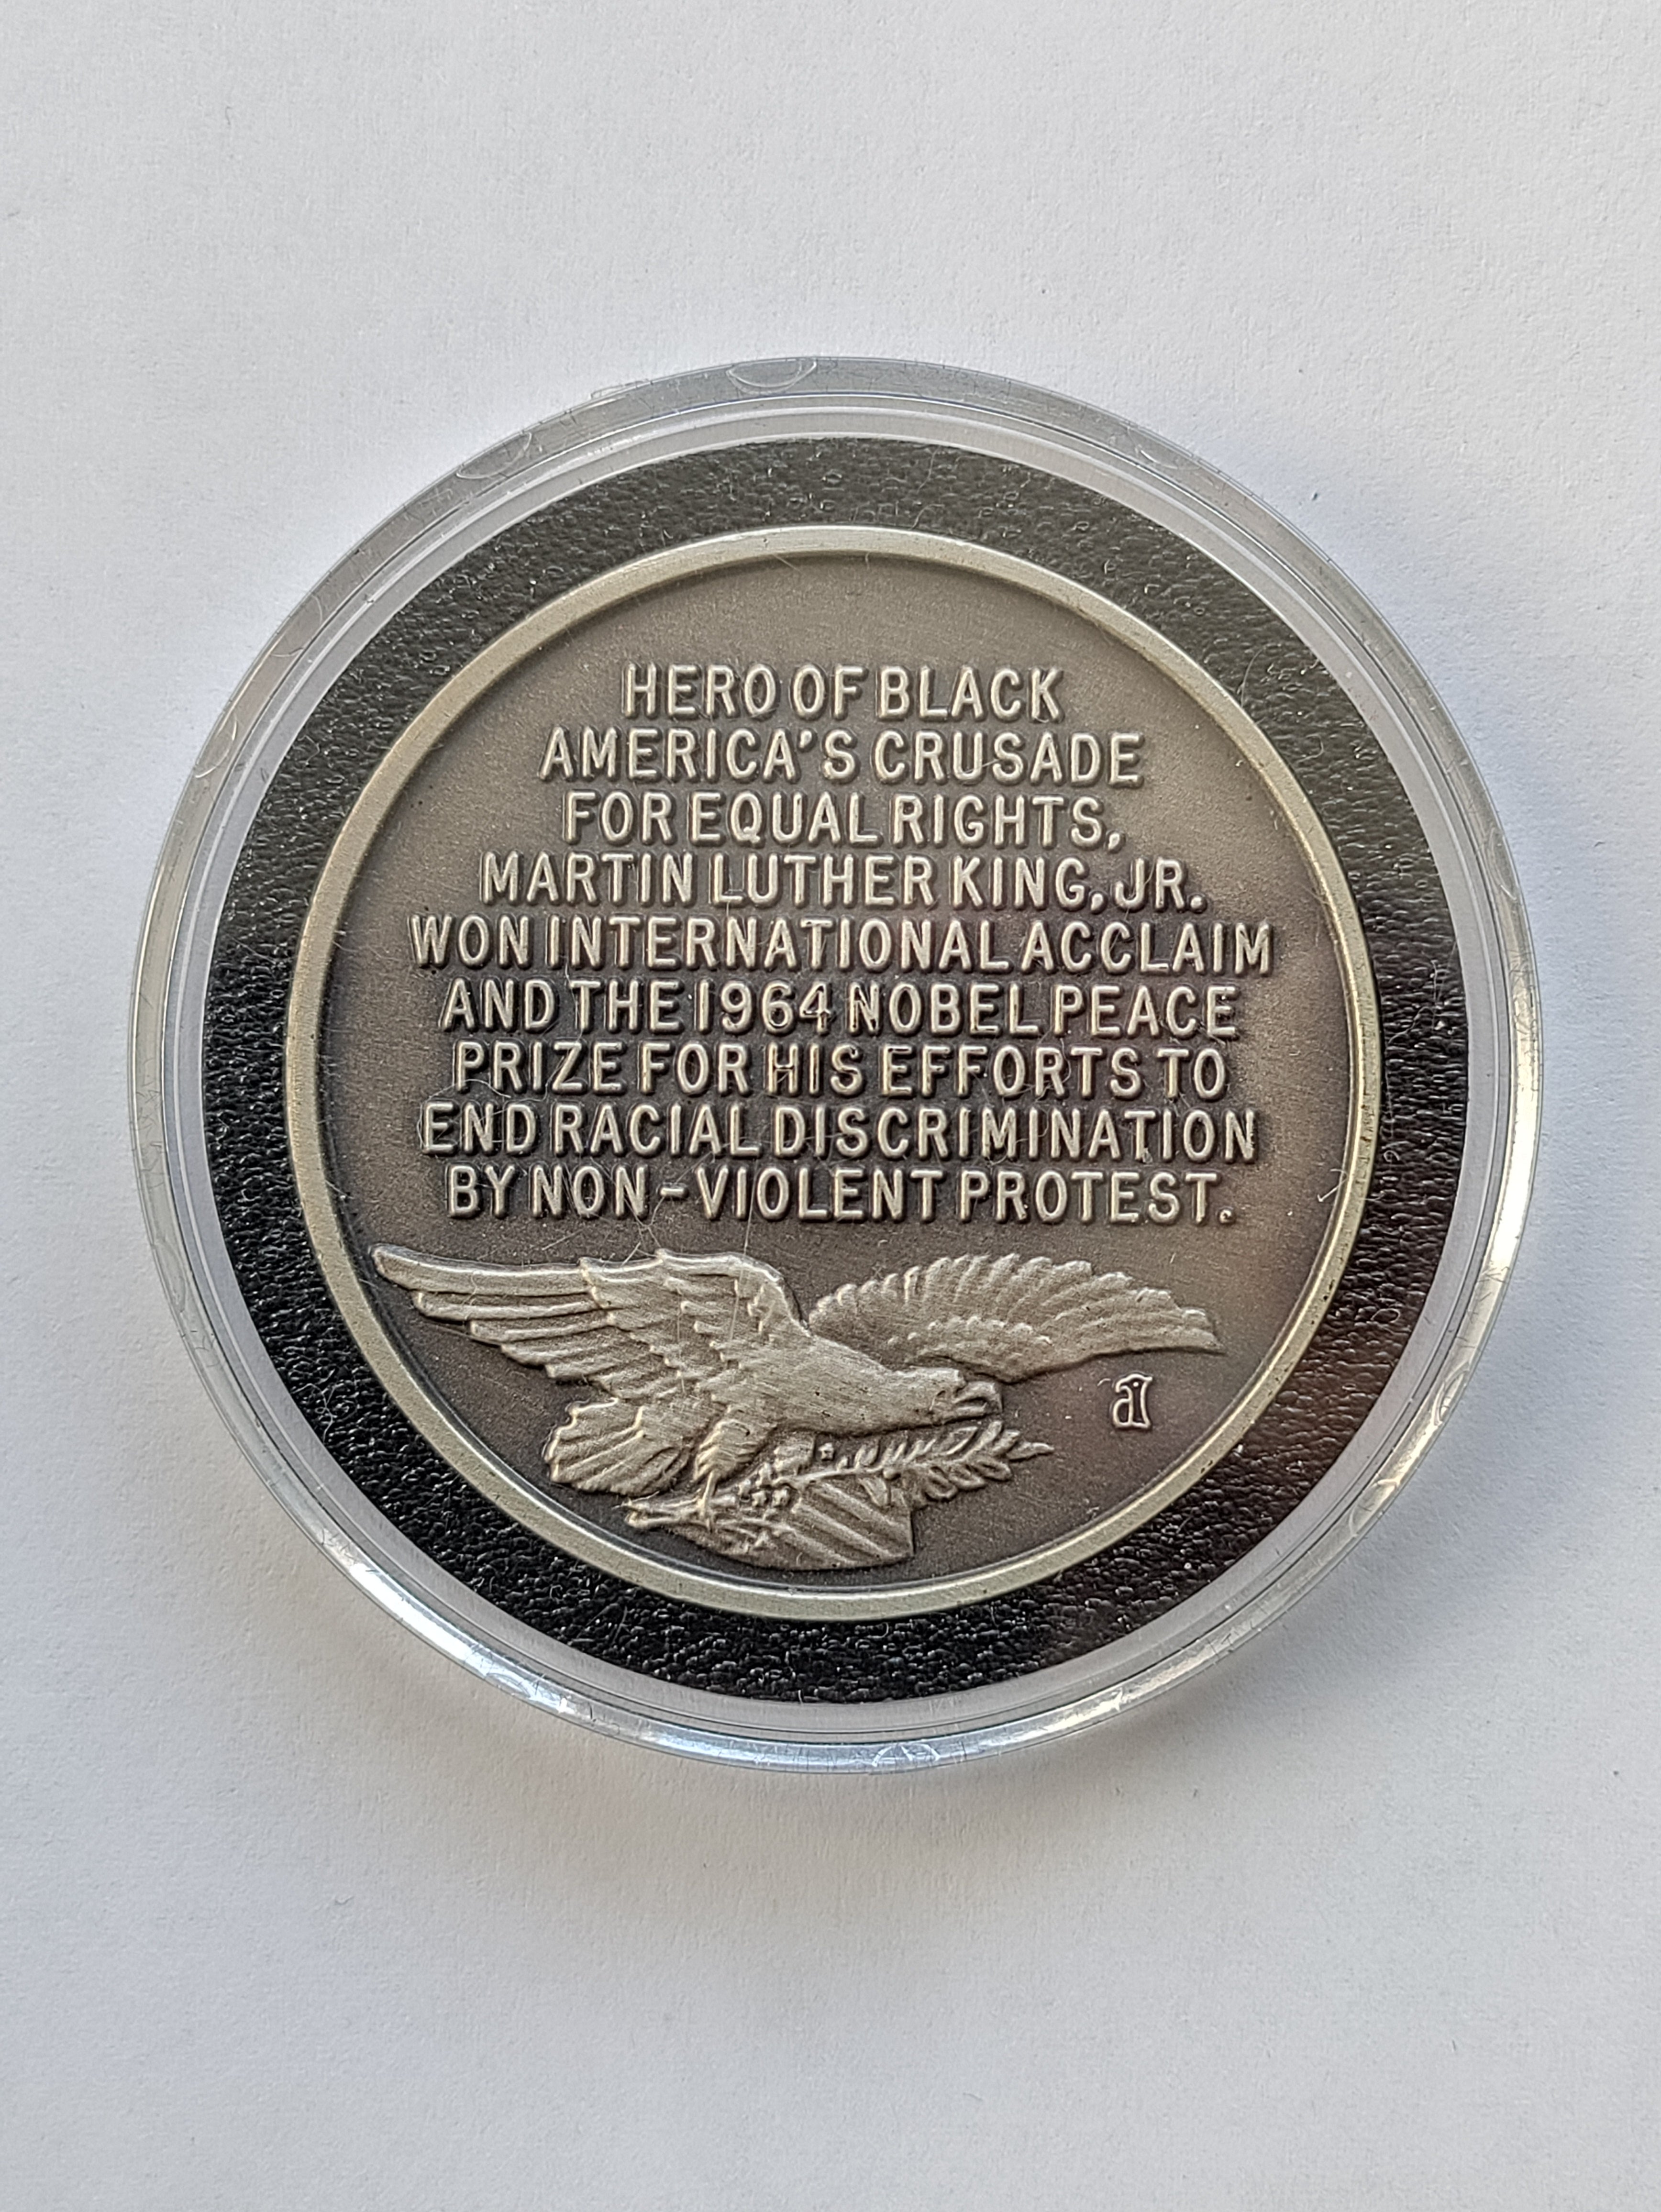 HERO OF BLACK
AMERICA'S CRUSADE
FOR EQUAL RIGHTS,
MARTIN LUTHER KING, JR.
WON INTERNATIONAL ACCLAIM
AND THE 1964 NOBEL PEACE
PRIZE FOR HIS EFFORTS TO
END RACIAL DISCRIMINATION
BY NON-VIOLENT PROTEST.